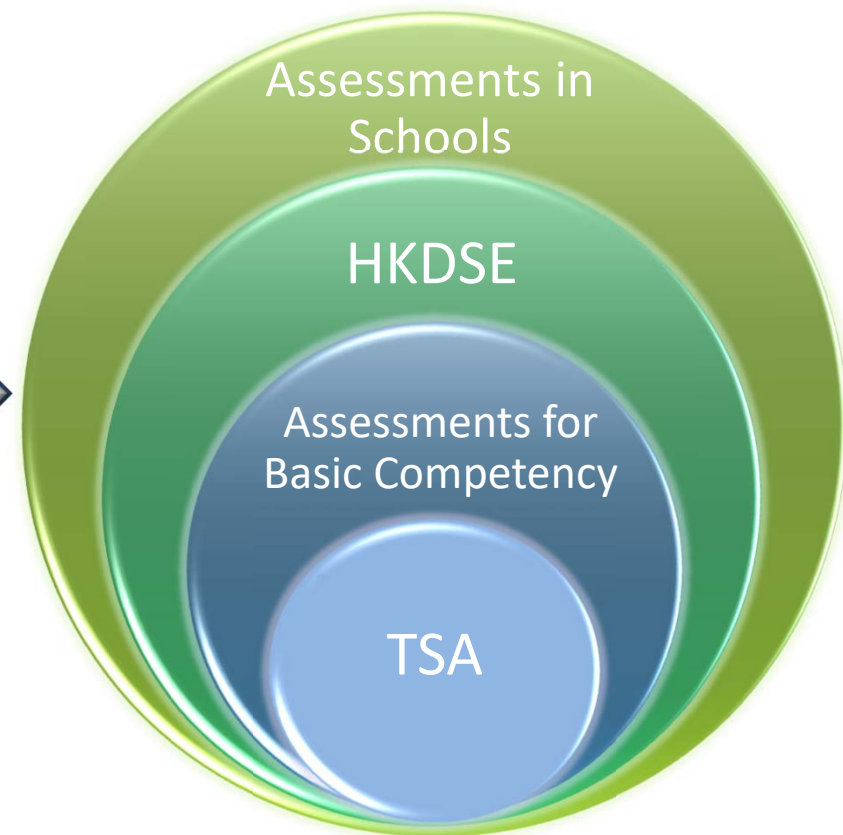 Assessments in
Schools
HKDSE
Assessments for
Basic Competency
TSA